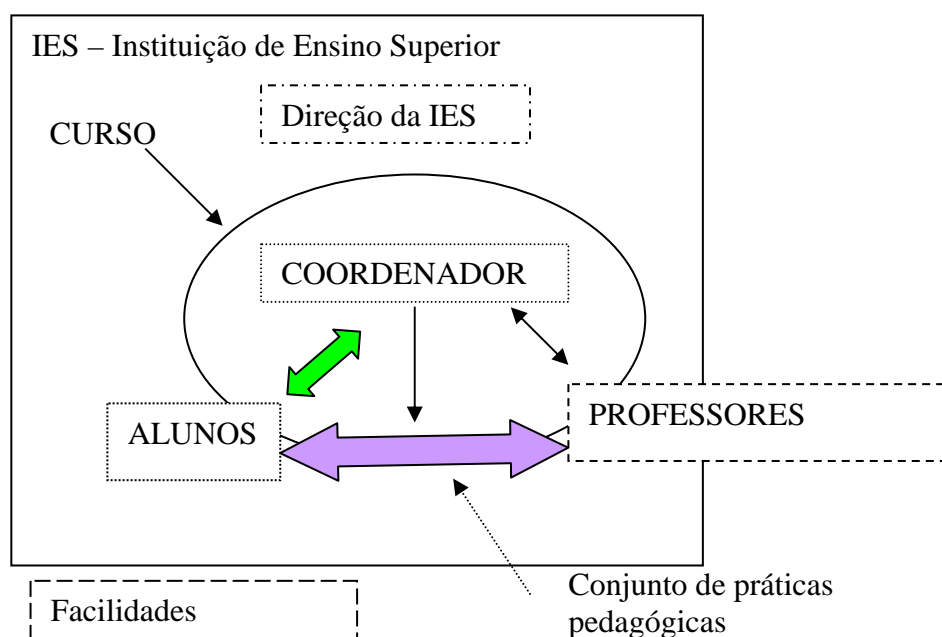 IES – Instituição de Ensino Superior
Direção da IES
CURSO
COORDENADOR
ALUNOS
PROFESSORES
Conjunto de práticas
pedagógicas
Facilidades